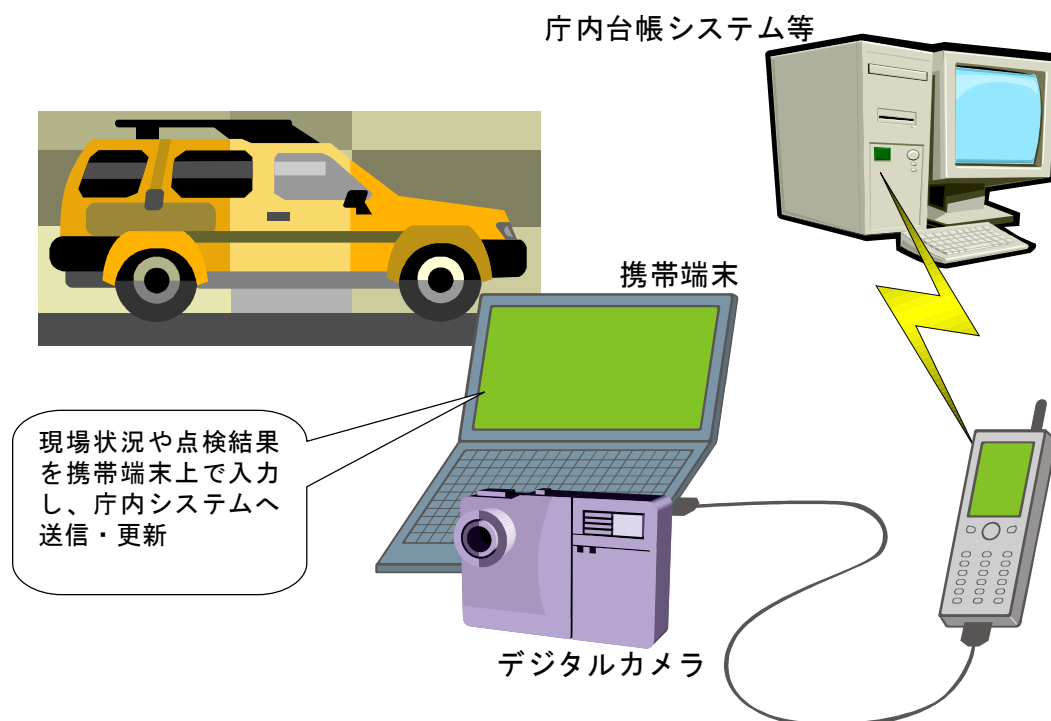 庁内台帳システム等
携帯端末
現場状況や点検結果
を携帯端末上で入力
し、庁内システムへ
送信・更新
デジタルカメラ